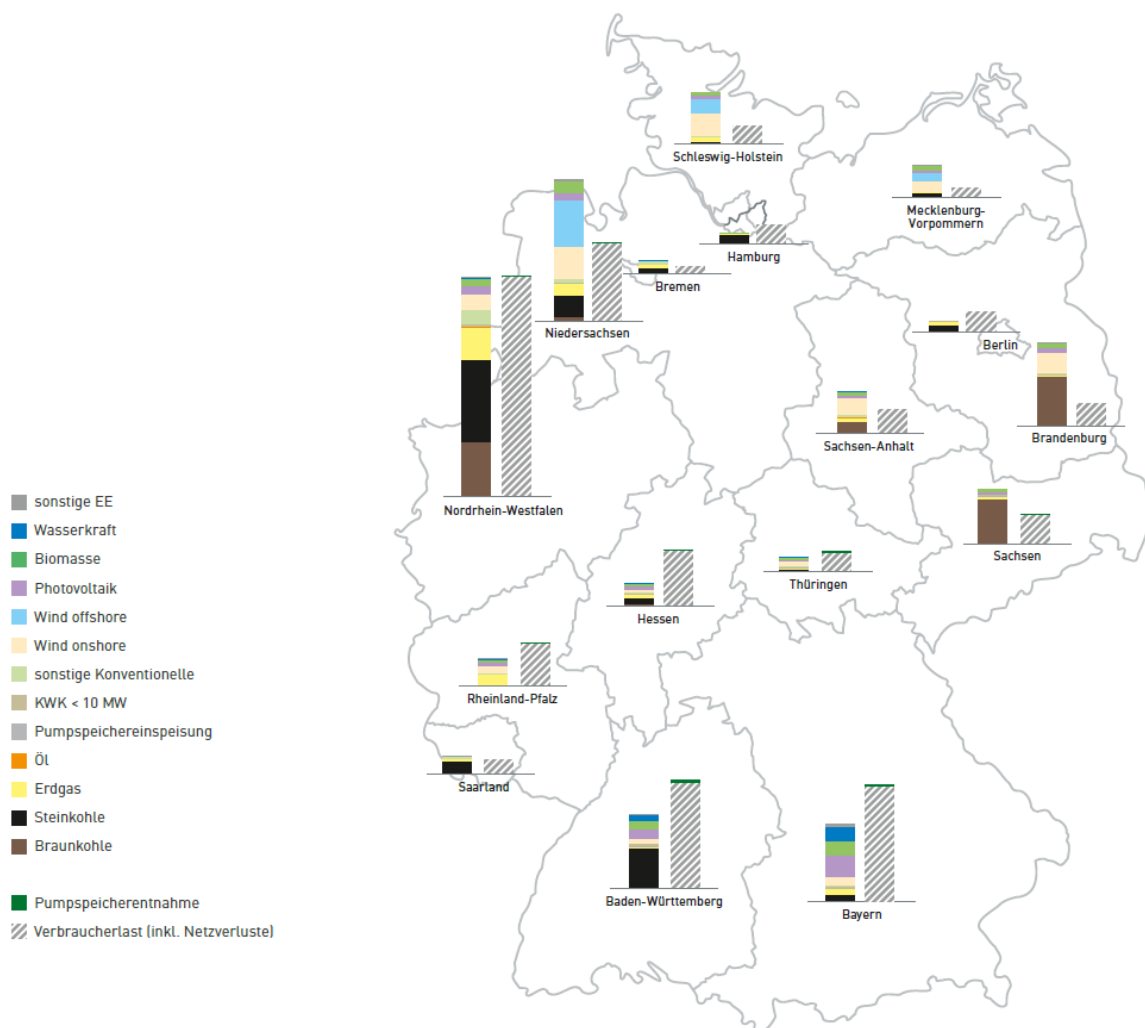 Schleswig-Holstein
Mecklenburg-
Vorpommern
Hamburg
Bremen
Niedersachsen
Berlin
Brandenburg
Sachsen-Anhalt
Nordrhein-Westfalen
Sachsen
Thüringen
Hessen
Rheinland-Pfalz
Saarland
Baden-Württemberg
Bayern
sonstige EE
Wasserkraft
Biomasse
Photovoltaik
Wind offshore
Wind onshore
sonstige Konventionelle
KWK < 10 MW
Pumpspeichereinspeisung
Öl
Erdgas
Steinkohle
Braunkohle
Pumpspeicherentnahme
Verbraucherlast (inkl. Netzverluste)